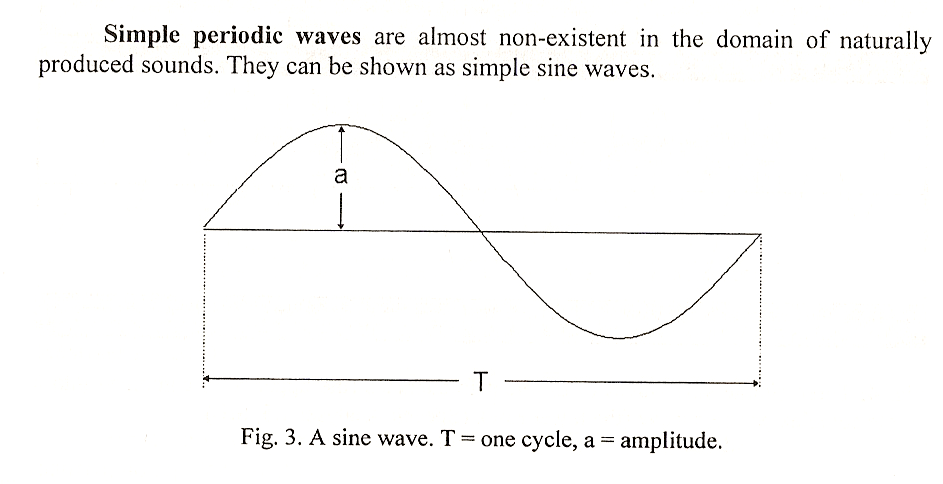 Simple periodic waves are almost non-existent in the domain of naturally
produced sounds. They can be shown as simple sine waves.
a
T
Fig. 3. A sine wave. T = one cycle, a = amplitude.